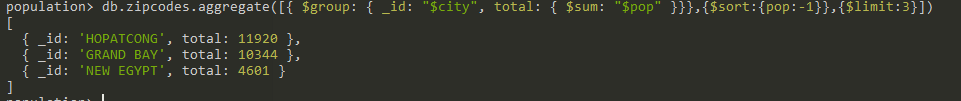 population> db.zipcodes.aggregate([{ $group: { _id: "$city", total: { $sum: "$pop" }}},{$sort:{pop:-1}},{$limit:3}])
[
  { _id: 'HOPATCONG', total: 11920 },
  { _id: 'GRAND BAY', total: 10344 },
  { _id: 'NEW EGYPT', total: 4601 }
]
population>